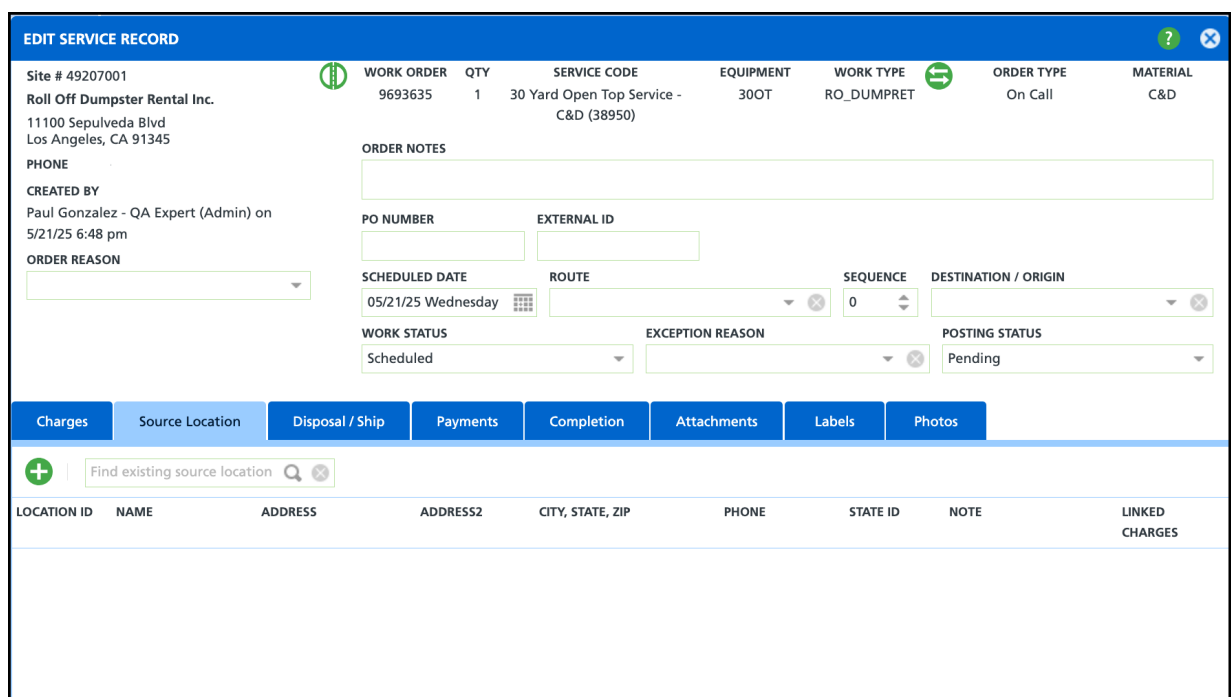 EDIT SERVICE RECORD
?
Site # 49207001
Roll Off Dumpster Rental Inc.
11100 Sepulveda Blvd
Los Angeles, CA 91345
PHONE
CREATED BY
Paul Gonzalez - QA Expert (Admin) on
5/21/25 6:48 pm
ORDER REASON
WORK ORDER QTY SERVICE CODE EQUIPMENT WORK TYPE ORDER TYPE MATERIAL
9693635 1 30 Yard Open Top Service - 30OT RO_DUMPRET On Call C&D
C&D (38950)
ORDER NOTES
PO NUMBER EXTERNAL ID
SCHEDULED DATE ROUTE SEQUENCE DESTINATION / ORIGIN
05/21/25 Wednesday 0
WORK STATUS EXCEPTION REASON POSTING STATUS
Scheduled Pending
Charges Source Location Disposal / Ship Payments Completion Attachments Labels Photos
Find existing source location
LOCATION ID NAME ADDRESS ADDRESS2 CITY, STATE, ZIP PHONE STATE ID NOTE LINKED
CHARGES